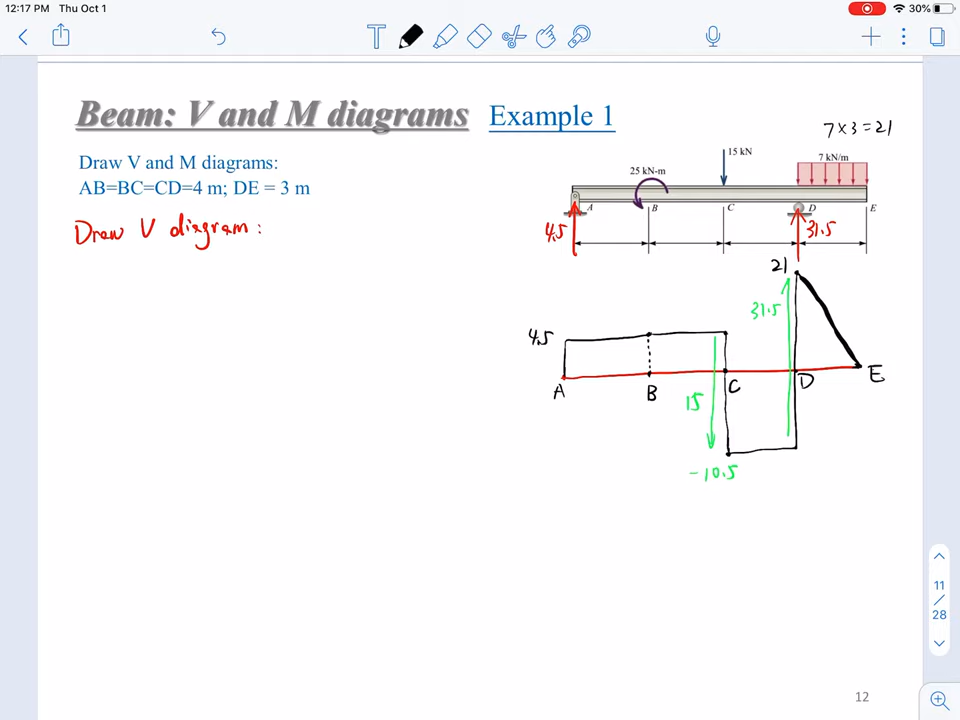 12:17 PM Thu Oct 1
30%
Beam: V and M diagrams Example 1
7 × 3 = 21
Draw V and M diagrams:
AB=BC=CD=4 m; DE = 3 m
15 kN
25 kN-m
7 kN/m
A B C D E
Draw V diagram:
4.5 31.5
21
31.5
4.5
A B C D E
15
-10.5
11
/
28
12